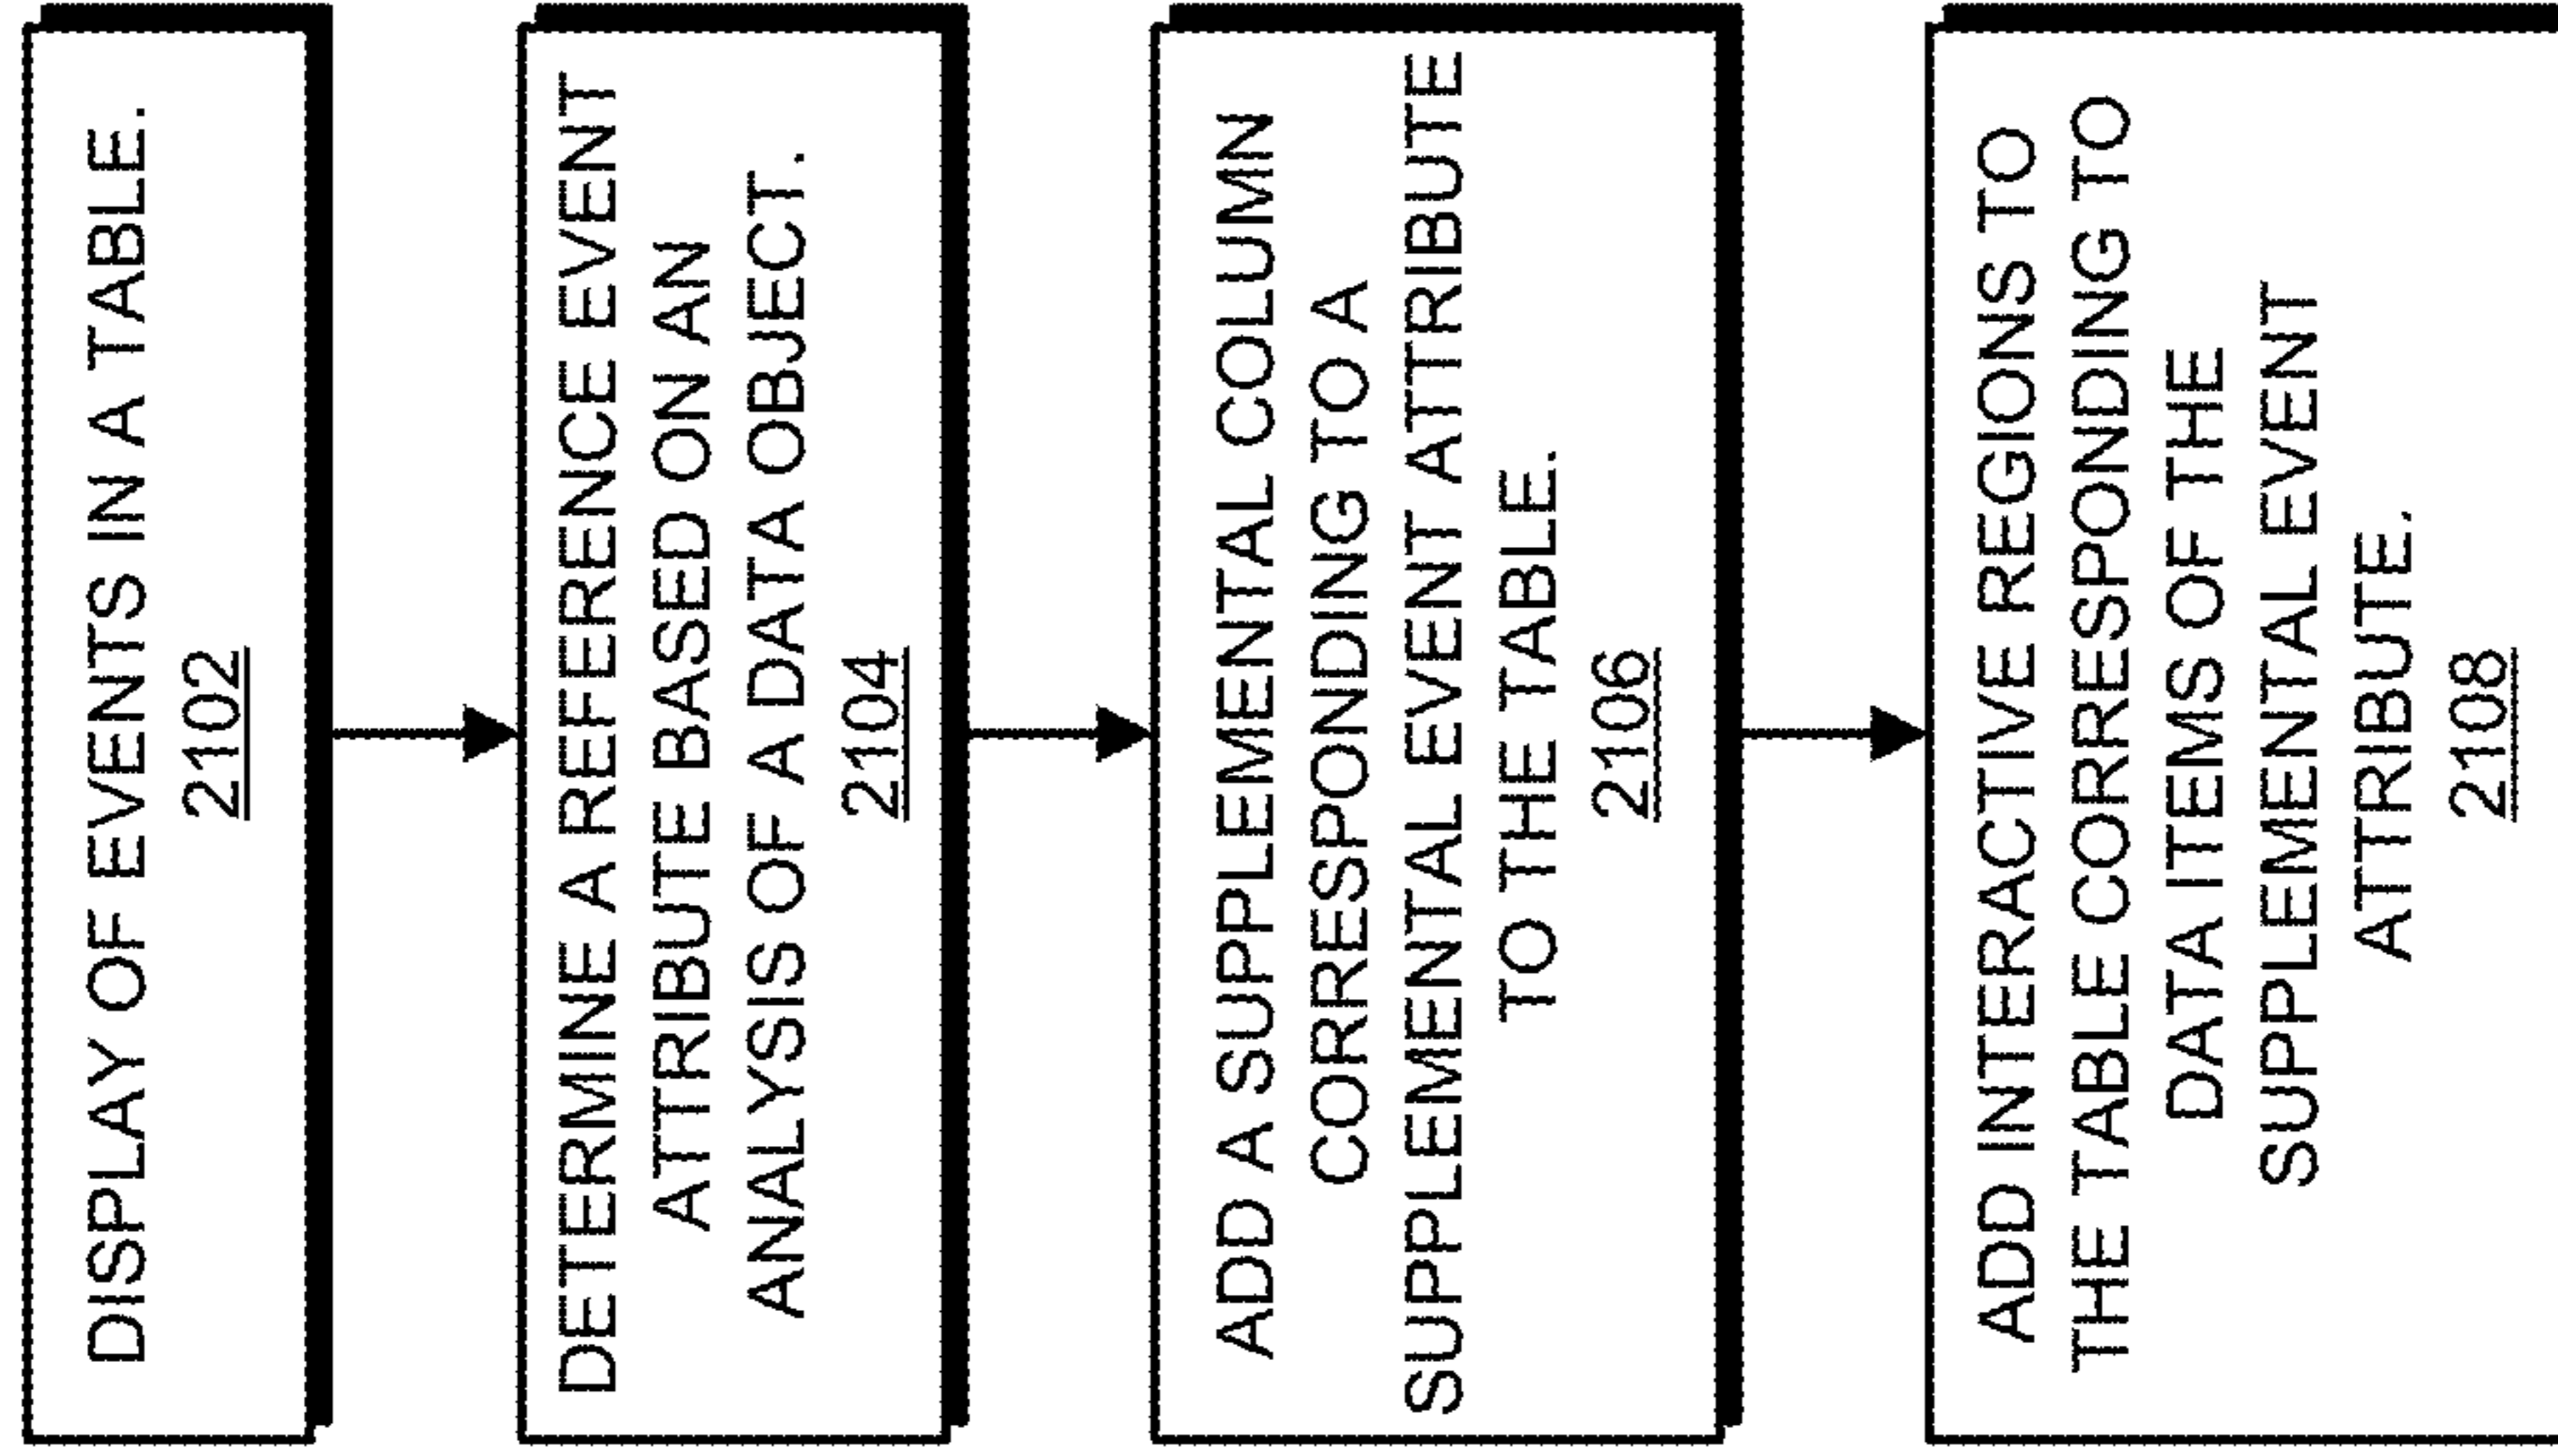 DISPLAY OF EVENTS IN A TABLE.
2102
DETERMINE A REFERENCE EVENT
ATTRIBUTE BASED ON AN
ANALYSIS OF A DATA OBJECT.
2104
ADD A SUPPLEMENTAL COLUMN
CORRESPONDING TO A
SUPPLEMENTAL EVENT ATTRIBUTE
TO THE TABLE.
2106
ADD INTERACTIVE REGIONS TO
THE TABLE CORRESPONDING TO
DATA ITEMS OF THE
SUPPLEMENTAL EVENT
ATTRIBUTE.
2108